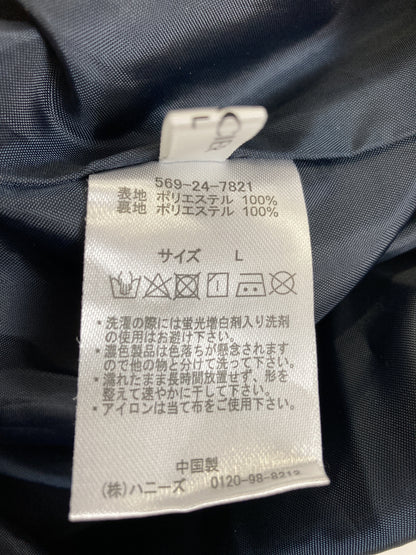 L
569-24-7821
表地 ポリエステル 100%
裏地 ポリエステル 100%
サイズ L
・洗濯の際には蛍光増白剤入り洗剤
の使用はお避け下さい。
・濃色製品は色落ちが懸念されます
ので他の物と分けて洗って下さい。
・濡れたまま長時間放置せず、形を
整えて速やかに干して下さい。
・アイロンは当て布をご使用下さい。
中国製
(株)ハニーズ 0120-98-8212